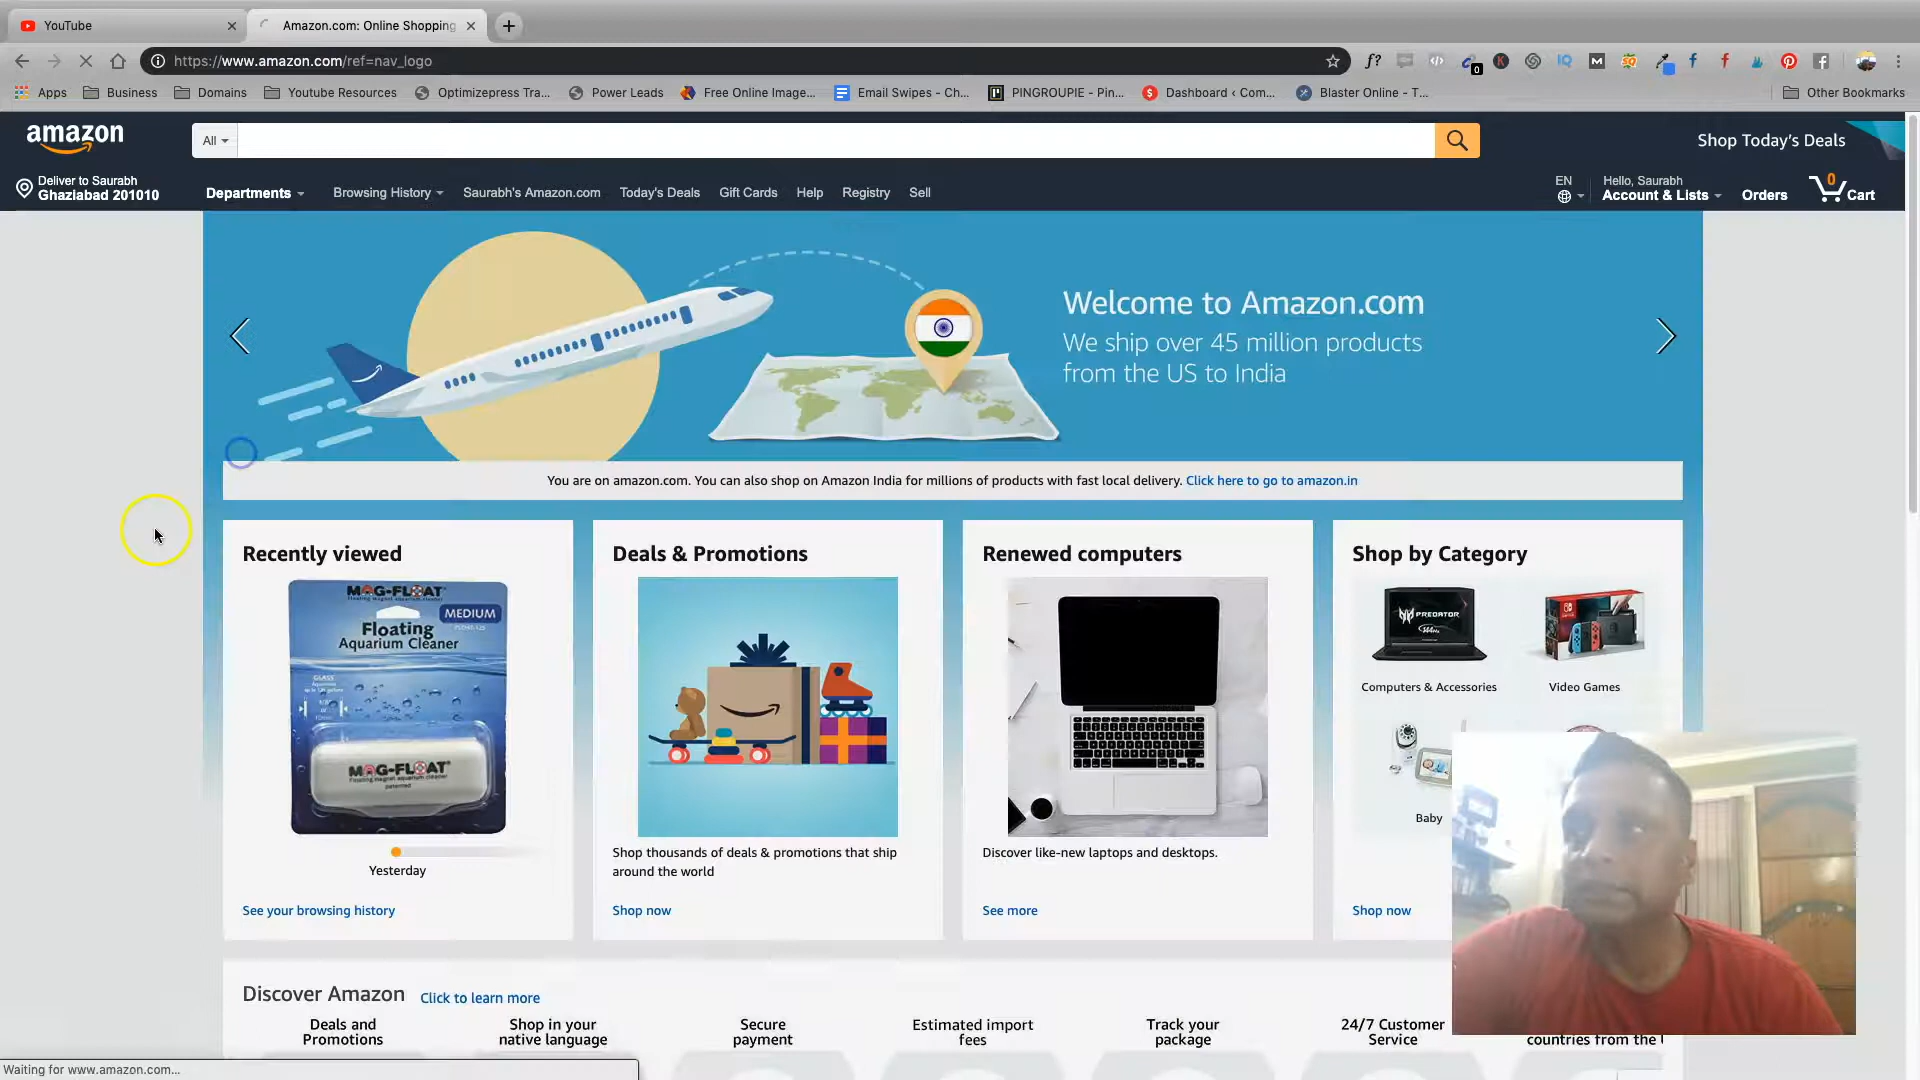 YouTube
Amazon.com: Online Shopping
https://www.amazon.com/ref=nav_logo
Apps
Business
Domains
Youtube Resources
Optimizepress Tra...
Power Leads
Free Online Image...
Email Swipes - Ch...
PINGROUPIE - Pin...
Dashboard ‹ Com...
Blaster Online - T...
Other Bookmarks
amazon
All
Shop Today's Deals
Deliver to Saurabh
Ghaziabad 201010
Departments
Browsing History
Saurabh's Amazon.com
Today's Deals
Gift Cards
Help
Registry
Sell
EN
Hello, Saurabh
Account & Lists
Orders
0
Cart
Welcome to Amazon.com
We ship over 45 million products
from the US to India
You are on amazon.com. You can also shop on Amazon India for millions of products with fast local delivery. Click here to go to amazon.in
Recently viewed
MAG-FLOAT
MEDIUM
Floating
Aquarium Cleaner
MAG-FLOAT
Yesterday
See your browsing history
Deals & Promotions
Shop thousands of deals & promotions that ship
around the world
Shop now
Renewed computers
Discover like-new laptops and desktops.
See more
Shop by Category
PREDATOR
Computers & Accessories
Video Games
Baby
Shop now
Discover Amazon
Click to learn more
Deals and
Promotions
Shop in your
native language
Secure
payment
Estimated import
fees
Track your
package
24/7 Customer
Service
countries from the
Waiting for www.amazon.com...